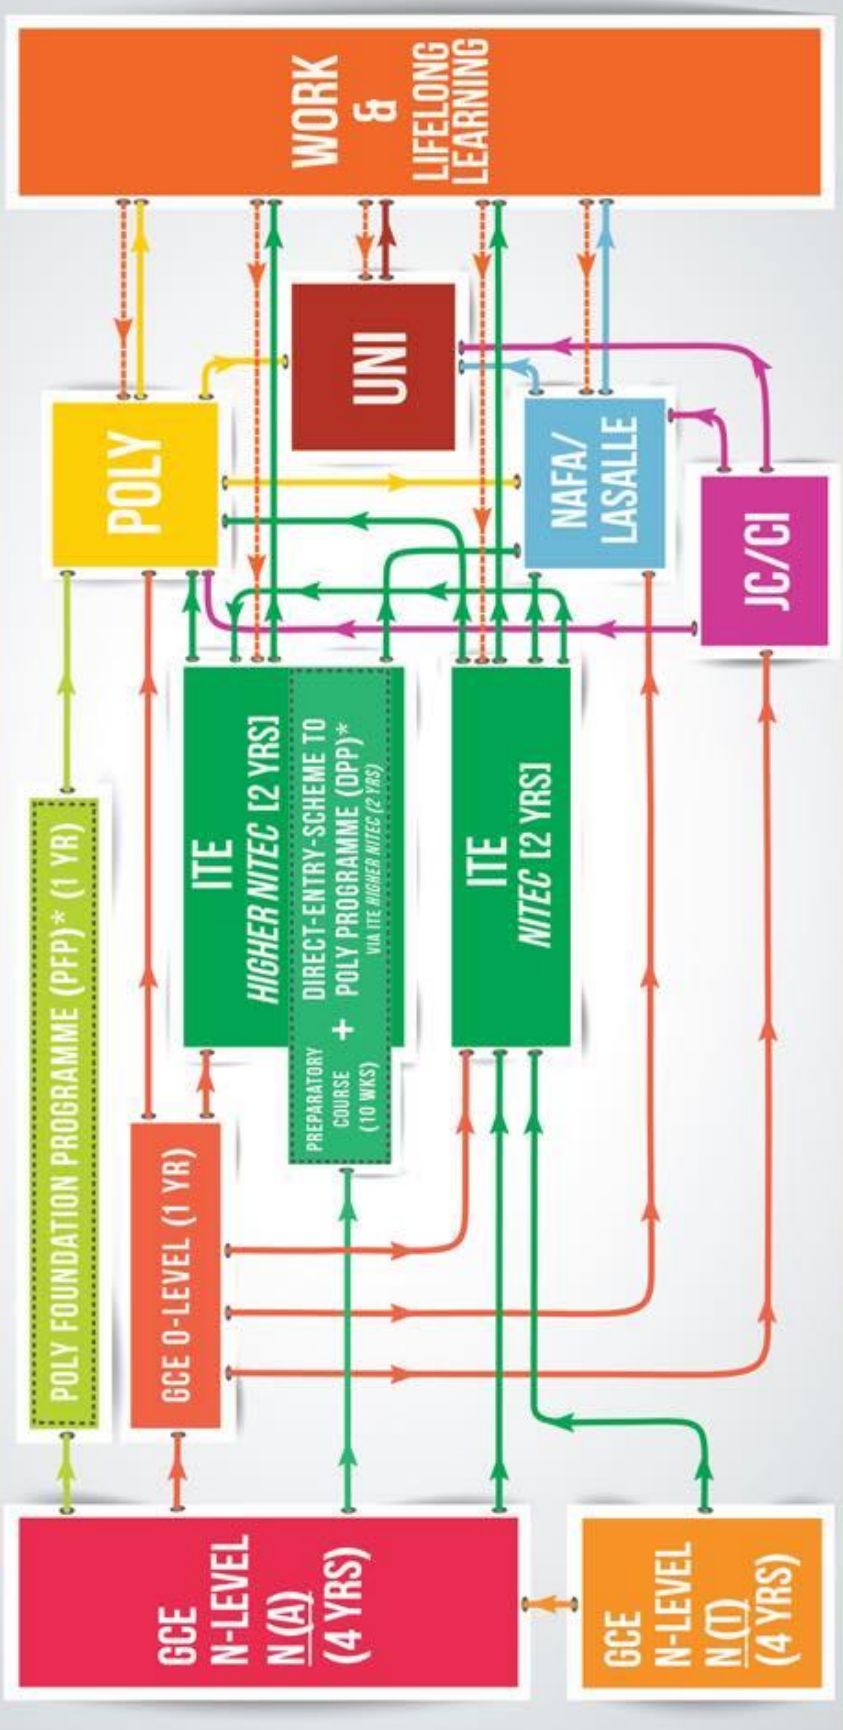 GCE
N-LEVEL
N(A)
(4 YRS)
GCE
N-LEVEL
N(T)
(4 YRS)
POLY FOUNDATION PROGRAMME (PFP)* (1 YR)
GCE O-LEVEL (1 YR)
PREPARATORY
COURSE
(10 WKS)
+
ITE
HIGHER NITEC [2 YRS]
DIRECT-ENTRY-SCHEME TO
POLY PROGRAMME (DPP)*
VIA ITE HIGHER NITEC (2 YRS)
ITE
NITEC [2 YRS]
POLY
NAFA/
LASALLE
JC/CI
UNI
WORK
&
LIFELONG
LEARNING